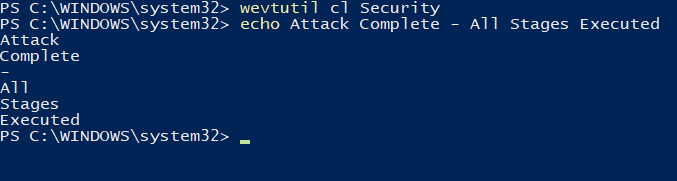 PS C:\WINDOWS\system32> wevtutil cl Security
PS C:\WINDOWS\system32> echo Attack Complete - All Stages Executed
Attack
Complete
-
All
Stages
Executed
PS C:\WINDOWS\system32>